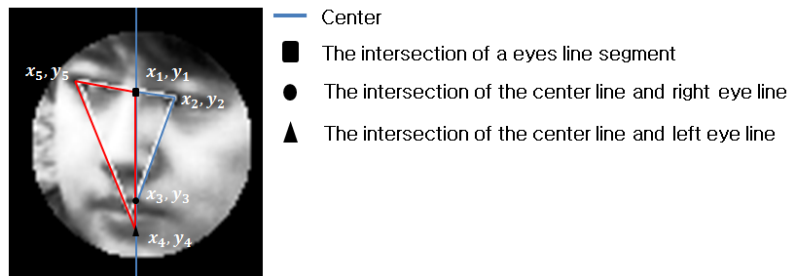 Center
The intersection of a eyes line segment
The intersection of the center line and right eye line
The intersection of the center line and left eye line
x₅, y₅
x₁, y₁
x₂, y₂
x₃, y₃
x₄, y₄